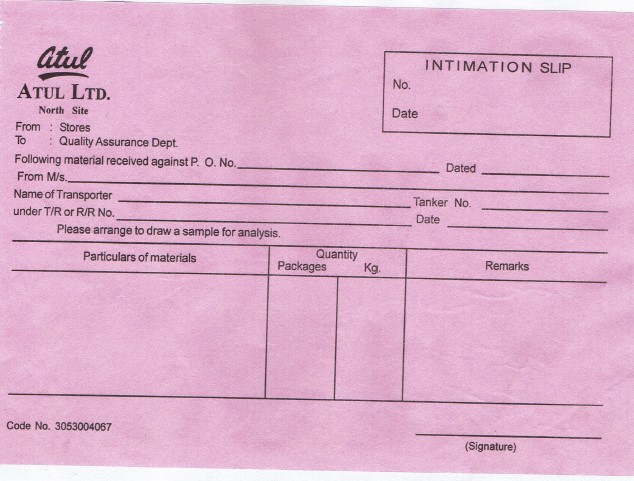 atul
ATUL LTD.
North Site
INTIMATION SLIP
No.
Date
From : Stores
To : Quality Assurance Dept.
Following material received against P. O. No. Dated
From M/s.
Name of Transporter Tanker No.
under T/R or R/R No. Date
Please arrange to draw a sample for analysis.
Particulars of materials Quantity Remarks
Packages Kg.
Code No. 3053004067
(Signature)